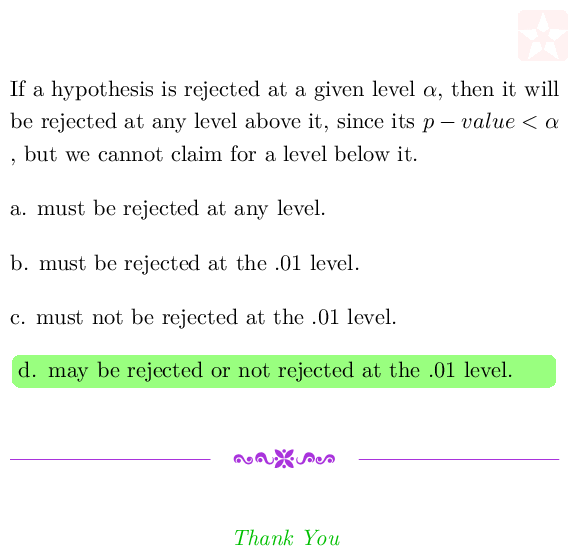 If a hypothesis is rejected at a given level α, then it will
be rejected at any level above it, since its p − value < α
, but we cannot claim for a level below it.
a. must be rejected at any level.
b. must be rejected at the .01 level.
c. must not be rejected at the .01 level.
d. may be rejected or not rejected at the .01 level.
Thank You